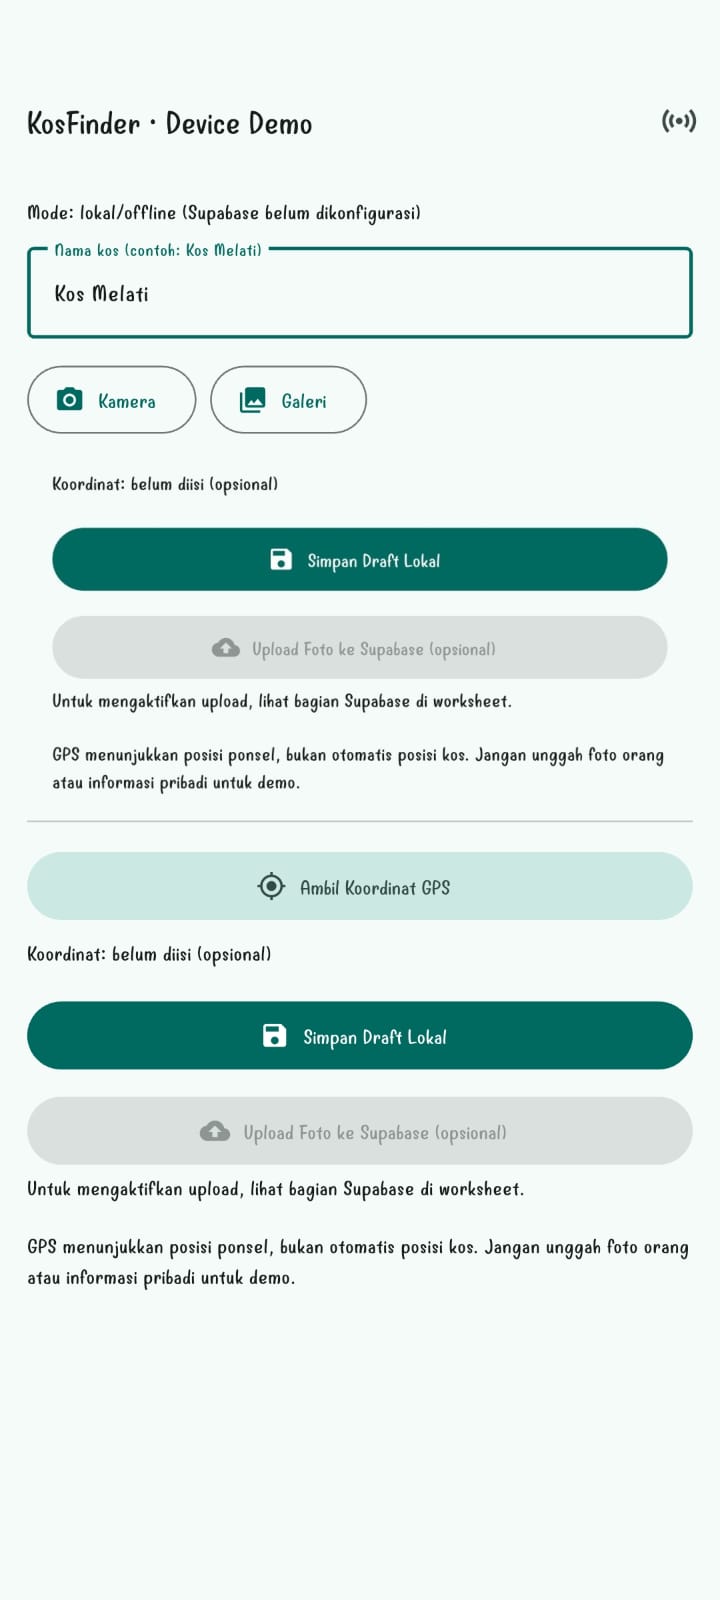 KosFinder · Device Demo
Mode: lokal/offline (Supabase belum dikonfigurasi)
Nama kos (contoh: Kos Melati)
Kos Melati
Kamera
Galeri
Koordinat: belum diisi (opsional)
Simpan Draft Lokal
Upload Foto ke Supabase (opsional)
Untuk mengaktifkan upload, lihat bagian Supabase di worksheet.
GPS menunjukkan posisi ponsel, bukan otomatis posisi kos. Jangan unggah foto orang
atau informasi pribadi untuk demo.
Ambil Koordinat GPS
Koordinat: belum diisi (opsional)
Simpan Draft Lokal
Upload Foto ke Supabase (opsional)
Untuk mengaktifkan upload, lihat bagian Supabase di worksheet.
GPS menunjukkan posisi ponsel, bukan otomatis posisi kos. Jangan unggah foto orang
atau informasi pribadi untuk demo.